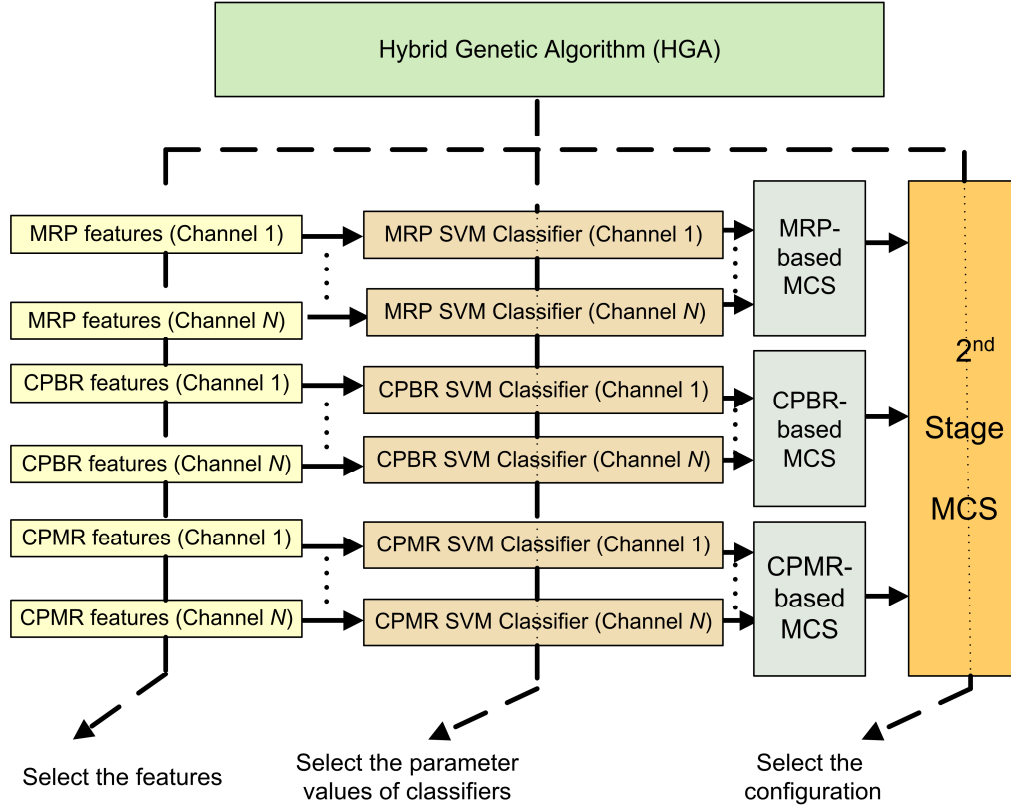 Hybrid Genetic Algorithm (HGA)
MRP features (Channel 1)
MRP features (Channel N)
CPBR features (Channel 1)
CPBR features (Channel N)
CPMR features (Channel 1)
CPMR features (Channel N)
MRP SVM Classifier (Channel 1)
MRP SVM Classifier (Channel N)
CPBR SVM Classifier (Channel 1)
CPBR SVM Classifier (Channel N)
CPMR SVM Classifier (Channel 1)
CPMR SVM Classifier (Channel N)
MRP-
based
MCS
CPBR-
based
MCS
CPMR-
based
MCS
2nd
Stage
MCS
Select the features
Select the parameter
values of classifiers
Select the
configuration